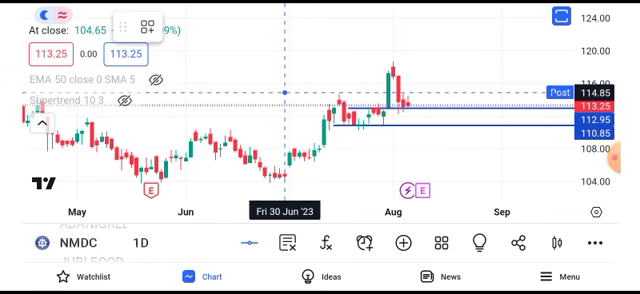 124.00
At close: 104.65 9%)
120.00
113.25 0.00 113.25
116.00
EMA 50 close 0 SMA 5
Post 114.85
Supertrend 10 3
113.25
112.95
110.85
108.00
104.00
E E
May Jun Fri 30 Jun '23 Aug Sep
NMDC 1D
Watchlist Chart Ideas News Menu